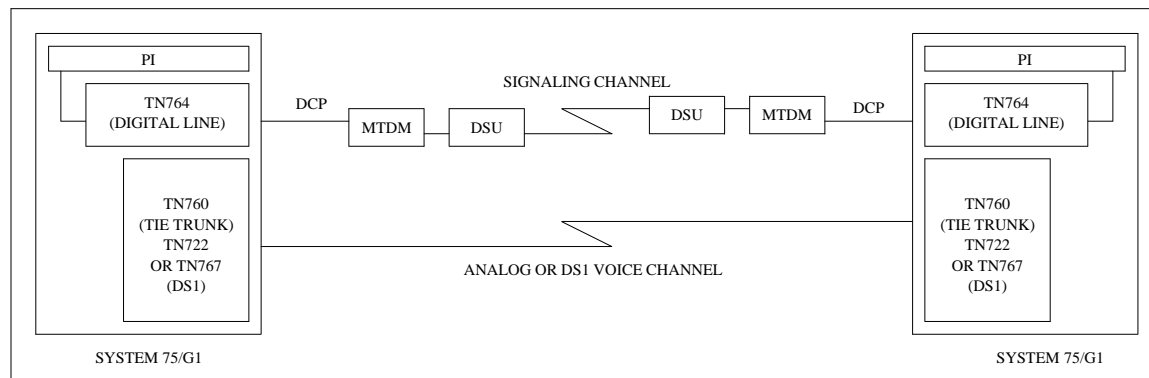 PI
TN764
(DIGITAL LINE)
TN760
(TIE TRUNK)
TN722
OR TN767
(DS1)
SYSTEM 75/G1
DCP
MTDM
DSU
SIGNALING CHANNEL
DSU
MTDM
DCP
ANALOG OR DS1 VOICE CHANNEL
PI
TN764
(DIGITAL LINE)
TN760
(TIE TRUNK)
TN722
OR TN767
(DS1)
SYSTEM 75/G1